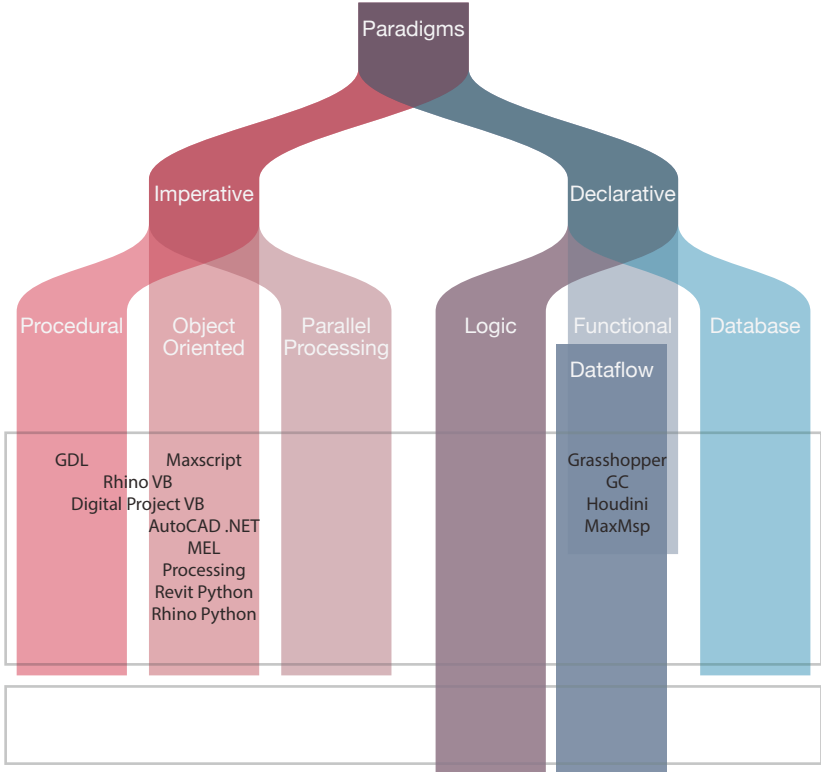 Paradigms
Imperative
Declarative
Procedural
Object
Oriented
Parallel
Processing
Logic
Functional
Database
Dataflow
GDL
Maxscript
Rhino VB
Digital Project VB
AutoCAD .NET
MEL
Processing
Revit Python
Rhino Python
Grasshopper
GC
Houdini
MaxMsp